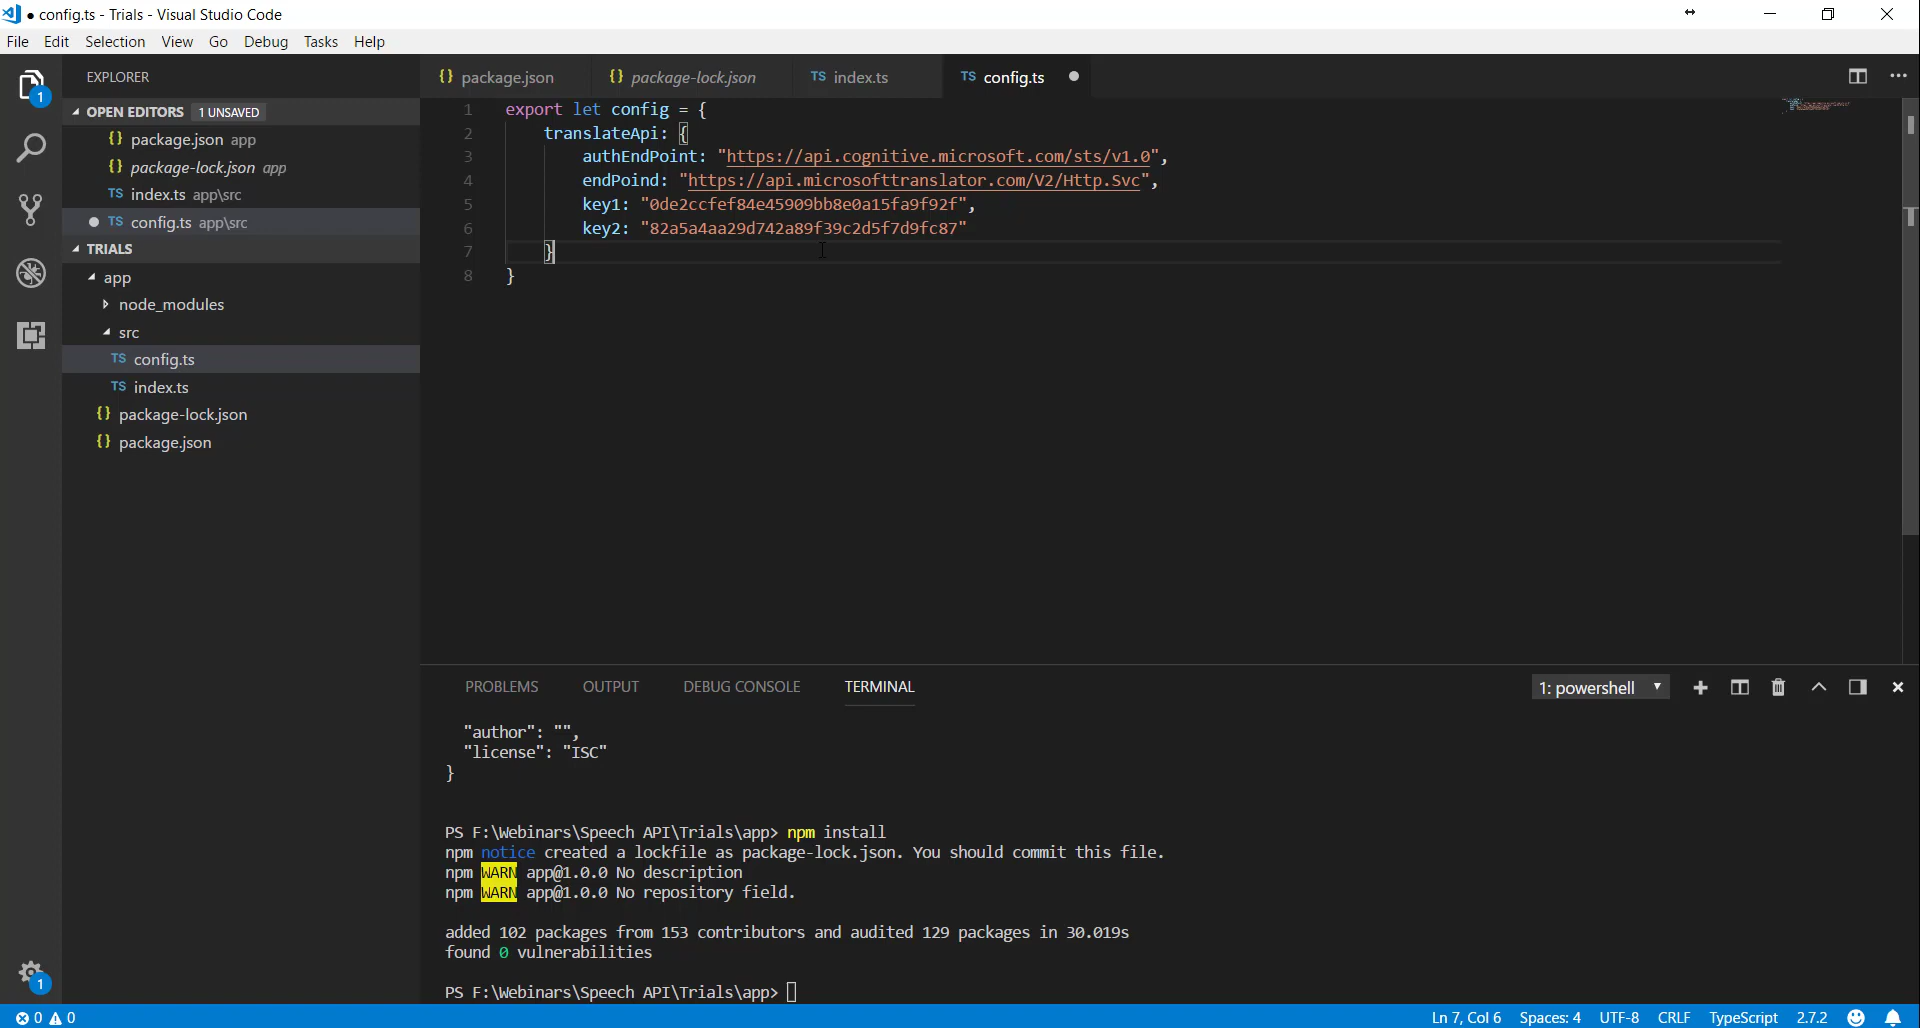 ● config.ts - Trials - Visual Studio Code
File Edit Selection View Go Debug Tasks Help
EXPLORER
OPEN EDITORS 1 UNSAVED
{} package.json app
{} package-lock.json app
TS index.ts app\src
● TS config.ts app\src
TRIALS
app
node_modules
src
TS config.ts
TS index.ts
{} package-lock.json
{} package.json
1
1
{} package.json {} package-lock.json TS index.ts TS config.ts ●
1 export let config = {
2 translateApi: {
3 authEndPoint: "https://api.cognitive.microsoft.com/sts/v1.0",
4 endPoind: "https://api.microsofttranslator.com/V2/Http.Svc",
5 key1: "0de2ccfef84e45909bb8e0a15fa9f92f",
6 key2: "82a5a4aa29d742a89f39c2d5f7d9fc87"
7 }
8 }
PROBLEMS OUTPUT DEBUG CONSOLE TERMINAL 1: powershell
"author": "",
"license": "ISC"
}
PS F:\Webinars\Speech API\Trials\app> npm install
npm notice created a lockfile as package-lock.json. You should commit this file.
npm WARN app@1.0.0 No description
npm WARN app@1.0.0 No repository field.
added 102 packages from 153 contributors and audited 129 packages in 30.019s
found 0 vulnerabilities
PS F:\Webinars\Speech API\Trials\app>
0 0 Ln 7, Col 6 Spaces: 4 UTF-8 CRLF TypeScript 2.7.2